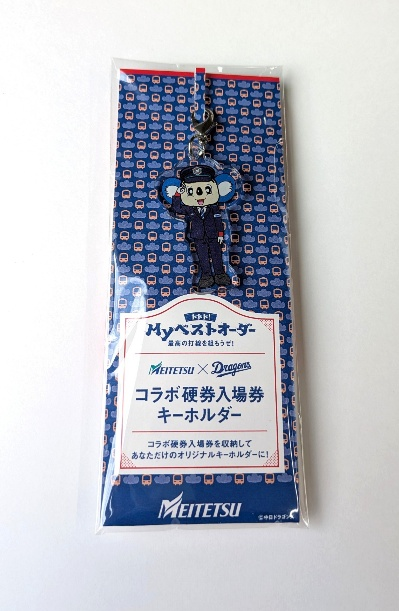 Myベストオーダー
最高の打線を組もうぜ!
MEITETSU × Dragons
コラボ硬券入場券
キーホルダー
コラボ硬券入場券を収納して
あなただけのオリジナルキーホルダーに!
MEITETSU
©中日ドラゴンズ